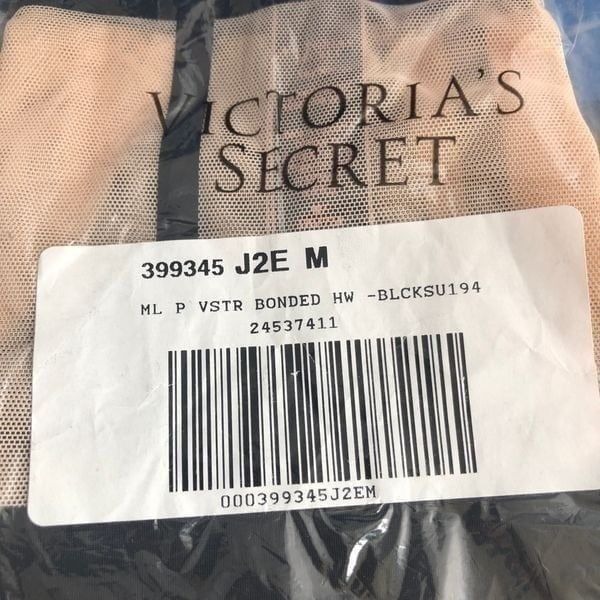 VICTORIA'S
SECRET
399345 J2E M
ML P VSTR BONDED HW -BLCKSU194
24537411
000399345J2EM